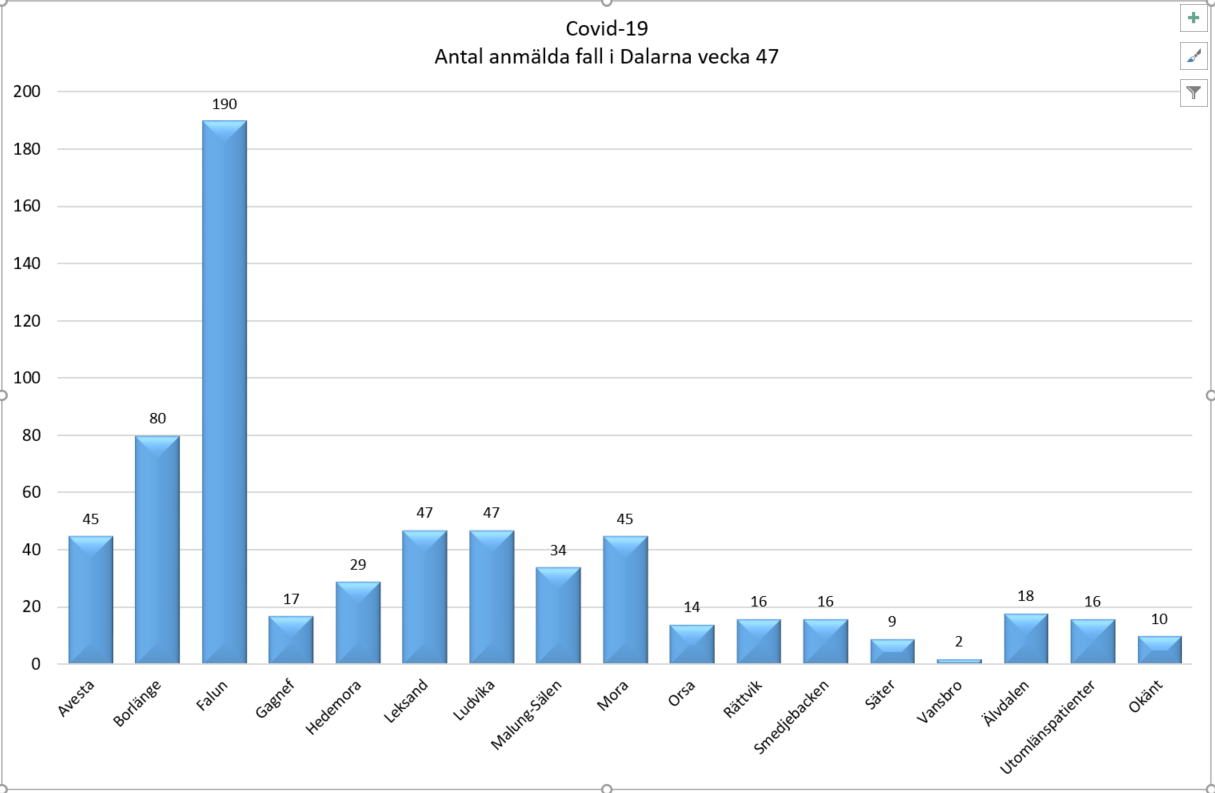 Covid-19
Antal anmälda fall i Dalarna vecka 47
200
180
160
140
120
100
80
60
40
20
0
45
80
190
17
29
47
47
34
45
14
16
16
9
2
18
16
10
Avesta
Borlänge
Falun
Gagnef
Hedemora
Leksand
Ludvika
Malung-Sälen
Mora
Orsa
Rättvik
Smedjebacken
Säter
Vansbro
Älvdalen
Utomlänspatienter
Okänt